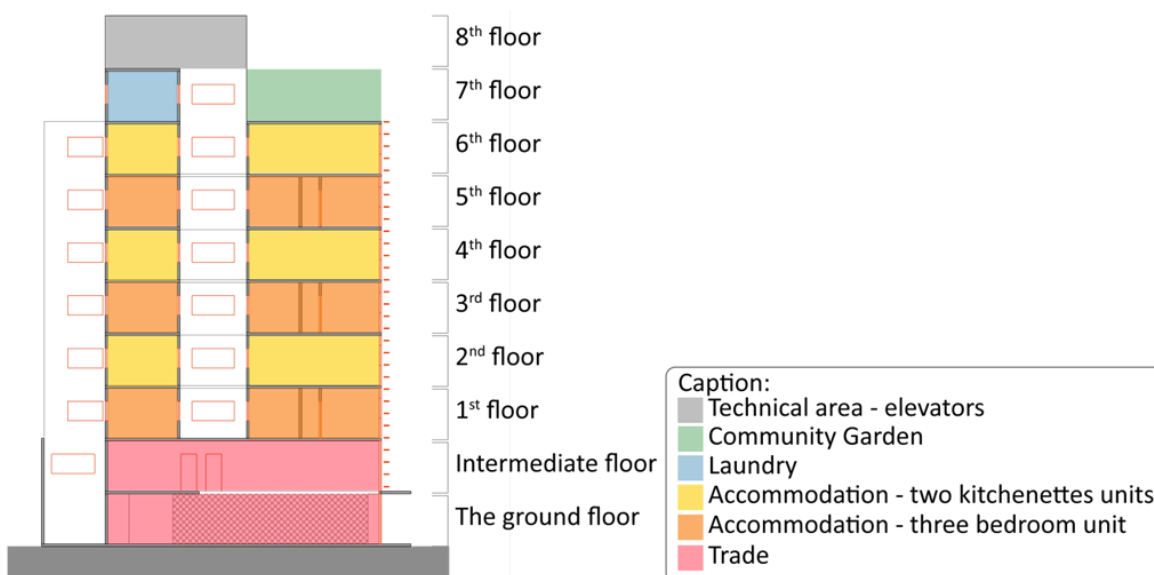 8th floor
7th floor
6th floor
5th floor
4th floor
3rd floor
2nd floor
1st floor
Intermediate floor
The ground floor
Caption:
Technical area - elevators
Community Garden
Laundry
Accommodation - two kitchenettes units
Accommodation - three bedroom unit
Trade